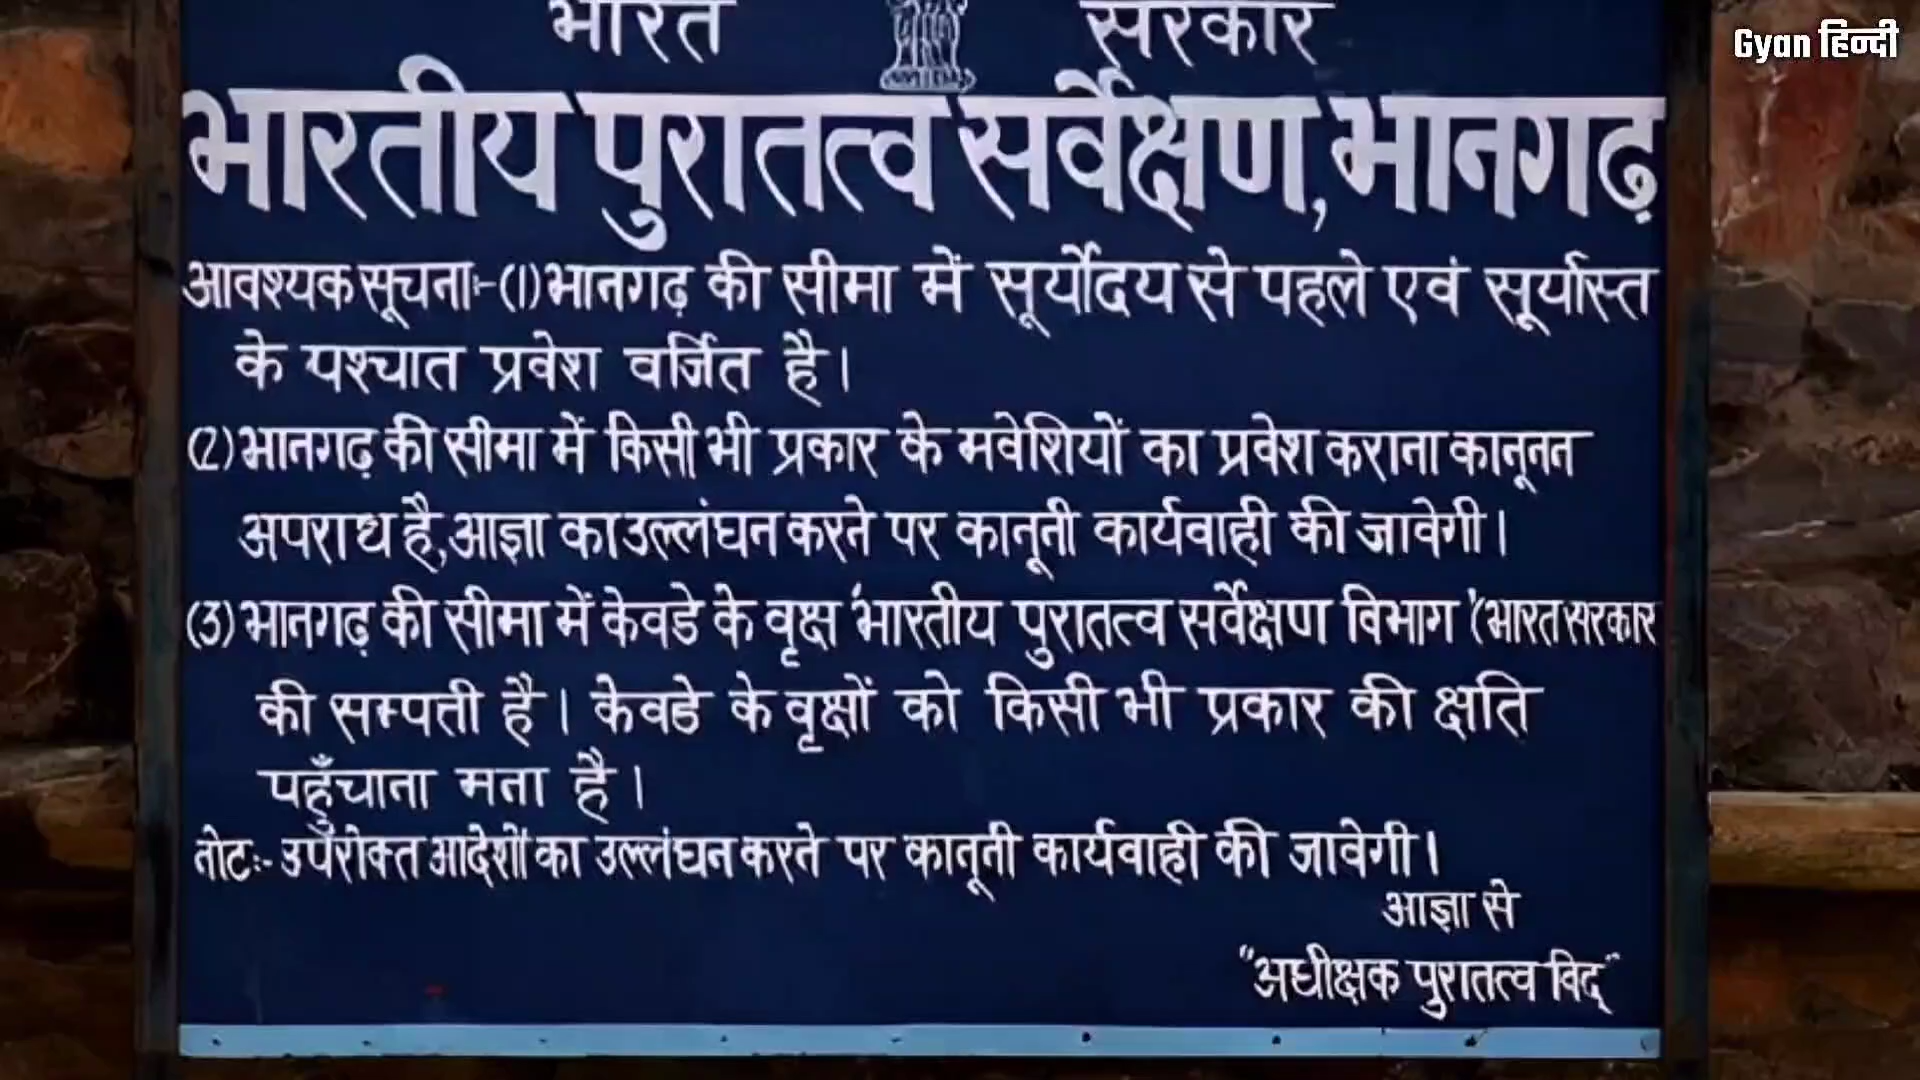 Gyan हिन्दी
भारत सरकार
भारतीय पुरातत्व सर्वेक्षण, भानगढ़
आवश्यक सूचनाः-(1) भानगढ़ की सीमा में सूर्योदय से पहले एवं सूर्यास्त
के पश्चात प्रवेश वर्जित है।
(2) भानगढ़ की सीमा में किसी भी प्रकार के मवेशियों का प्रवेश कराना कानूनन
अपराध है, आज्ञा का उल्लंघन करने पर कानूनी कार्यवाही की जावेगी।
(3) भानगढ़ की सीमा में केवडे के वृक्ष 'भारतीय पुरातत्व सर्वेक्षण विभाग '(भारत सरकार
की सम्पती है। केवडे के वृक्षों को किसी भी प्रकार की क्षति
पहुँचाना मना है।
नोटः- उपरोक्त आदेशों का उल्लंघन करने पर कानूनी कार्यवाही की जावेगी।
आज्ञा से
"अधीक्षक पुरातत्व विद्"